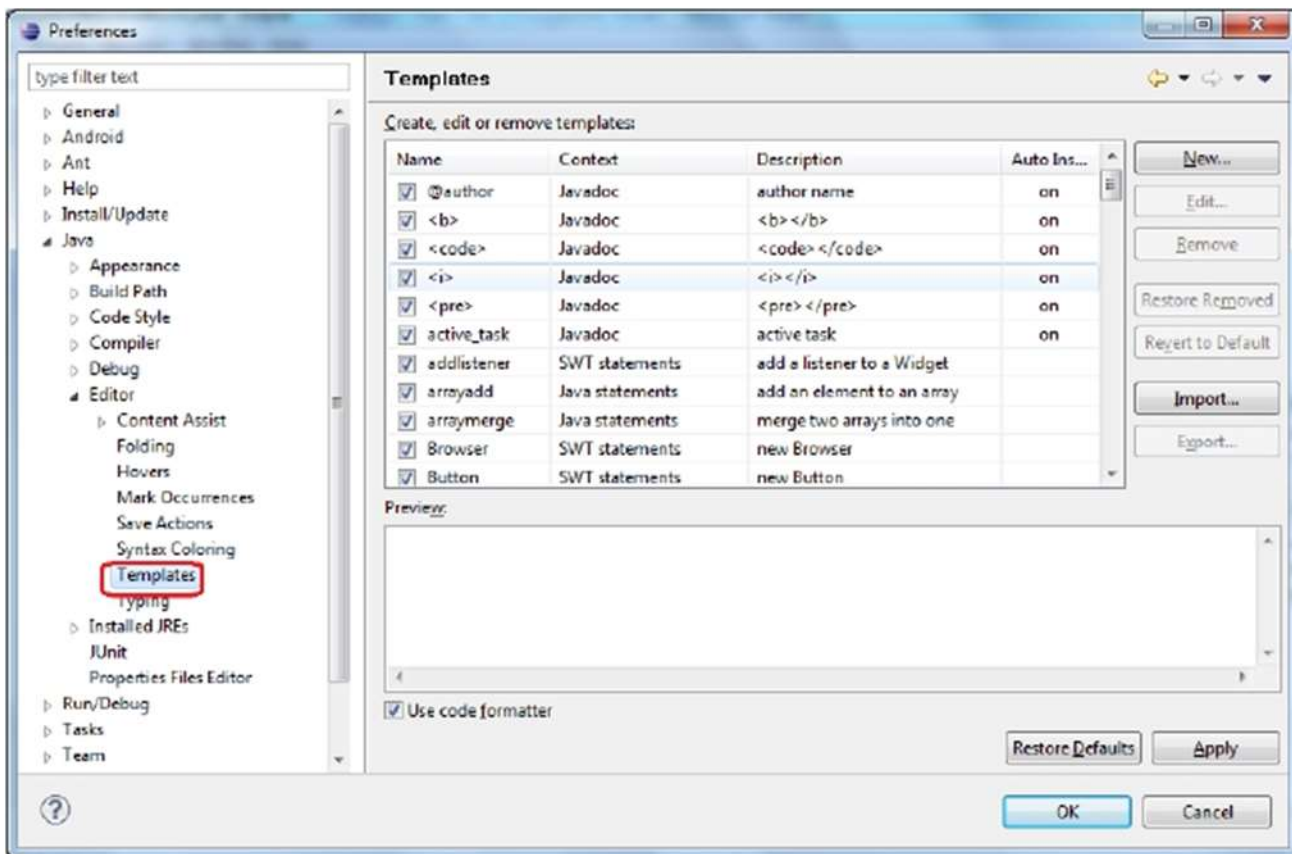 Preferences
type filter text
General
Android
Ant
Help
Install/Update
Java
Appearance
Build Path
Code Style
Compiler
Debug
Editor
Content Assist
Folding
Hovers
Mark Occurrences
Save Actions
Syntax Coloring
Templates
Typing
Installed JREs
JUnit
Properties Files Editor
Run/Debug
Tasks
Team
Templates
Create, edit or remove templates:
Name Context Description Auto Ins...
@author Javadoc author name on
<b> Javadoc <b></b> on
<code> Javadoc <code></code> on
<i> Javadoc <i></i> on
<pre> Javadoc <pre></pre> on
active_task Javadoc active task on
addlistener SWT statements add a listener to a Widget
arrayadd Java statements add an element to an array
arraymerge Java statements merge two arrays into one
Browser SWT statements new Browser
Button SWT statements new Button
New...
Edit...
Remove
Restore Removed
Revert to Default
Import...
Export...
Preview:
Use code formatter
Restore Defaults Apply
OK Cancel